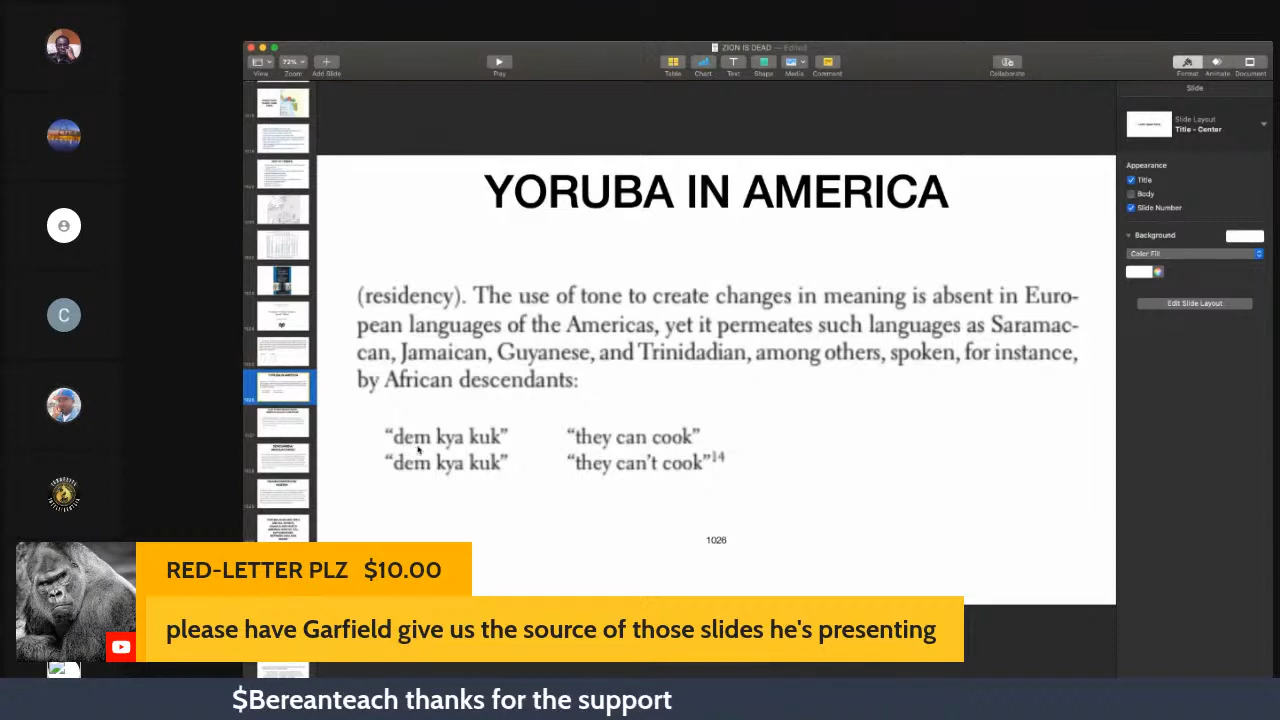 ZION IS DEAD — Edited
72%
View
Zoom
Add Slide
Play
Table
Chart
Text
Shape
Media
Comment
Collaborate
Format
Animate
Document
Slide
Slide Layout
Title - Center
Appearance
Title
Body
Slide Number
Background
Color Fill
Edit Slide Layout
YORUBA IN AMERICA
(residency). The use of tone to create changes in meaning is absent in Euro-
pean languages of the Americas, yet it permeates such languages as Saramac-
can, Jamaican, Guyanese, and Trinidadian, among others, spoken, for instance,
by African descendants:
“dem kya kuk” “they can cook”
“dem kya kuk” “they can't cook”14
1026
C
RED-LETTER PLZ $10.00
please have Garfield give us the source of those slides he's presenting
$Bereanteach thanks for the support